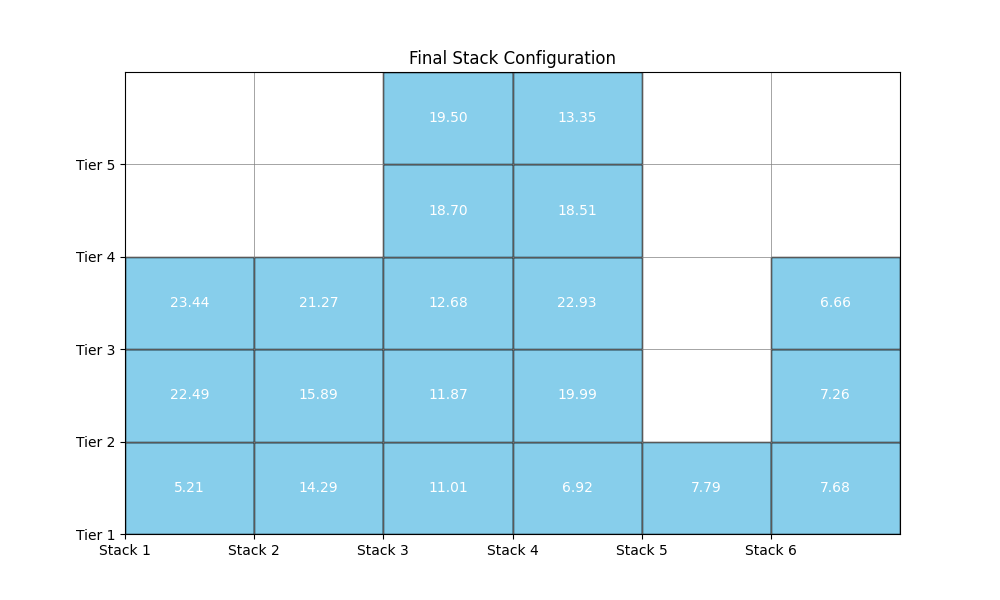 Final Stack Configuration
19.50 13.35
Tier 5
18.70 18.51
Tier 4
23.44 21.27 12.68 22.93 6.66
Tier 3
22.49 15.89 11.87 19.99 7.26
Tier 2
5.21 14.29 11.01 6.92 7.79 7.68
Tier 1
Stack 1 Stack 2 Stack 3 Stack 4 Stack 5 Stack 6